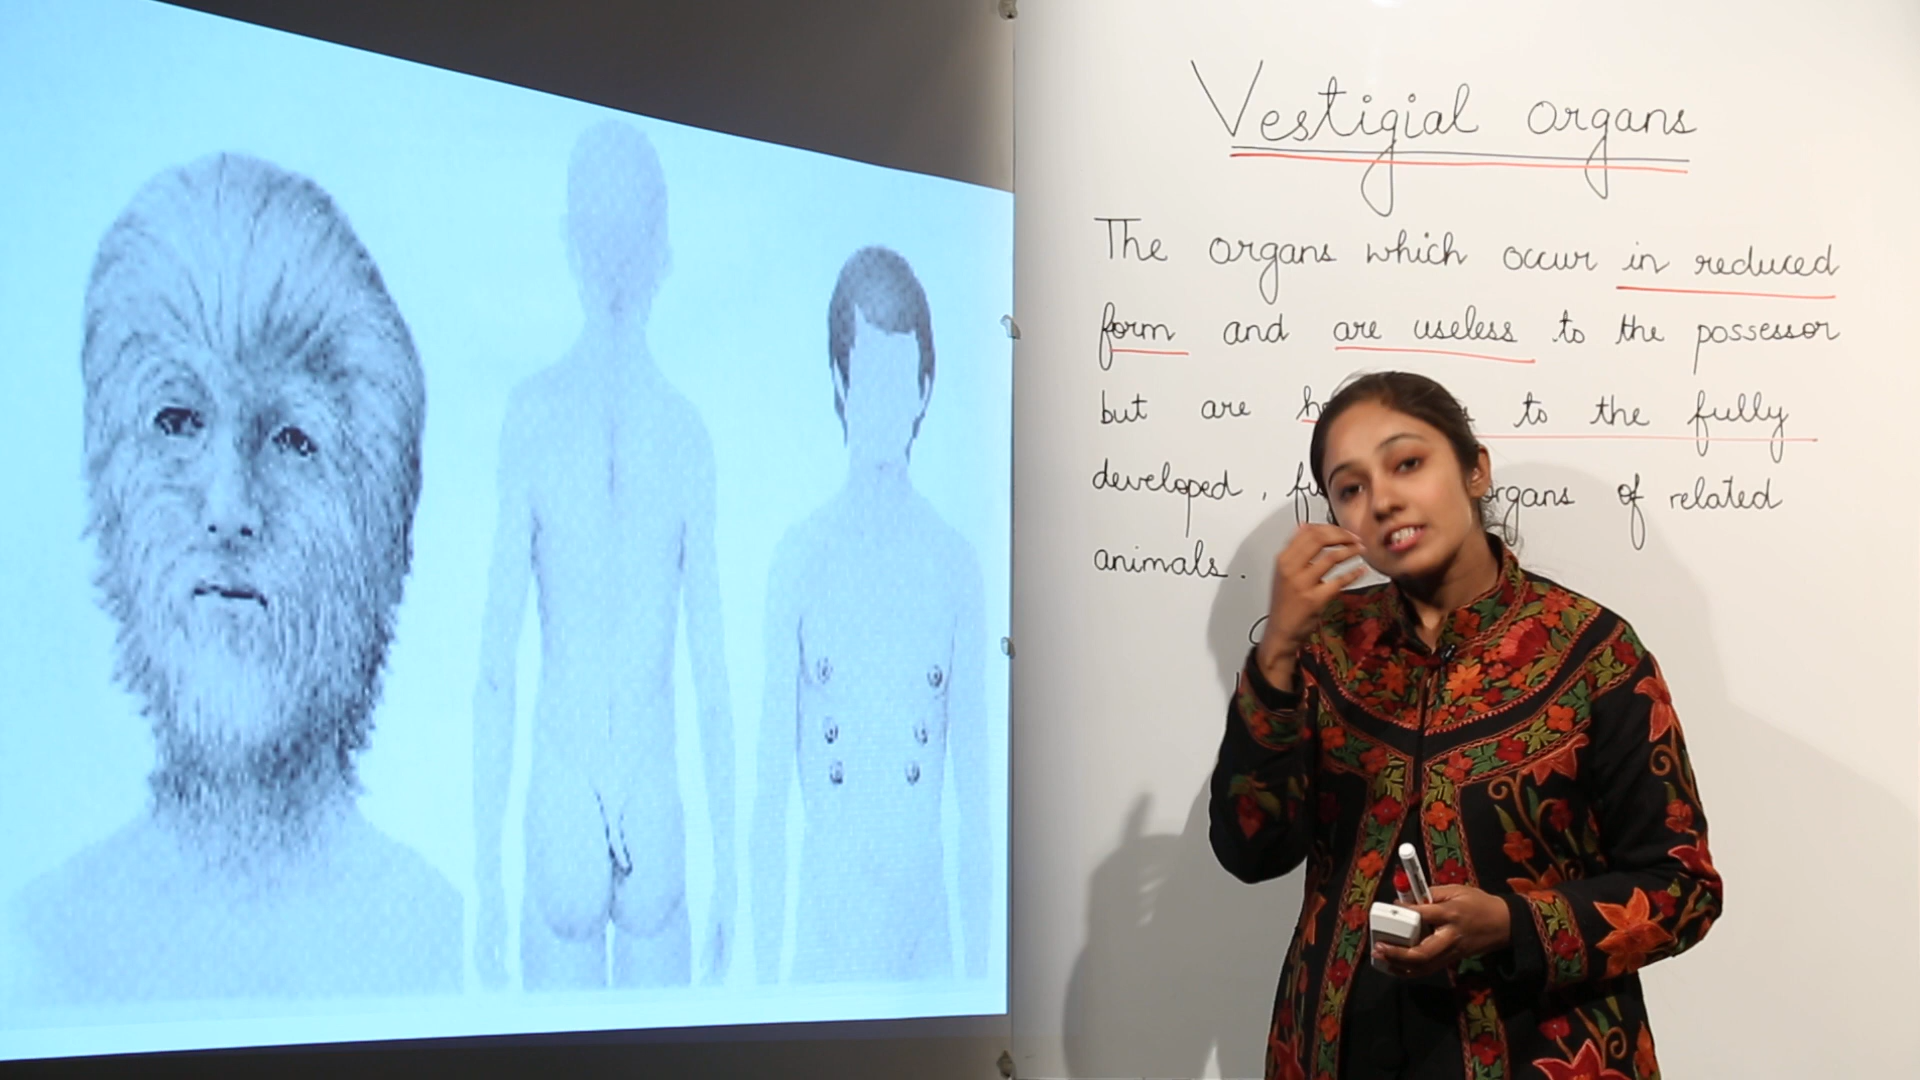 Vestigial organs
The organs which occur in reduced
form and are useless to the possessor
but are to the fully
developed, organs of related
animals.